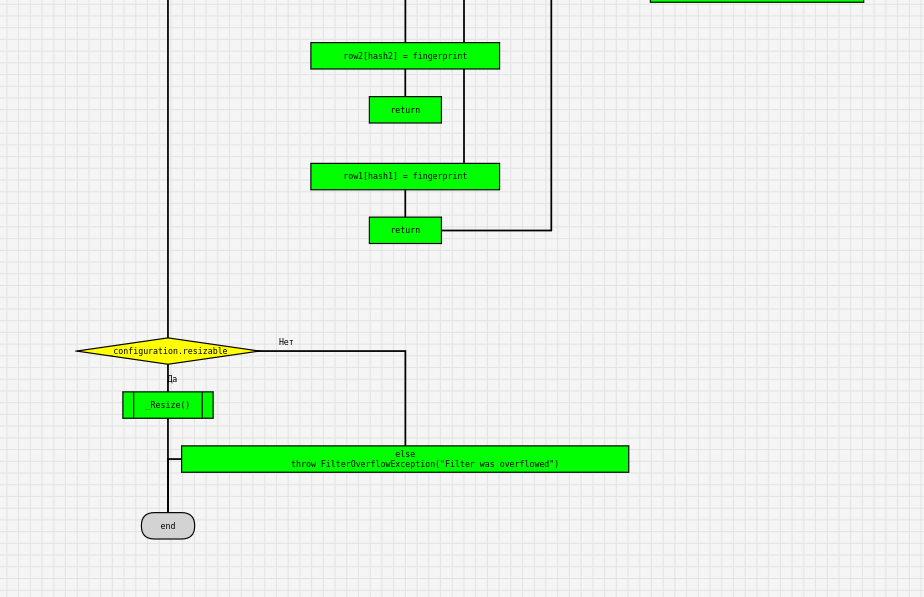 row2[hash2] = fingerprint
return
row1[hash1] = fingerprint
return
Нет
configuration.resizable
Да
_Resize()
else
throw FilterOverflowException("Filter was overflowed")
end